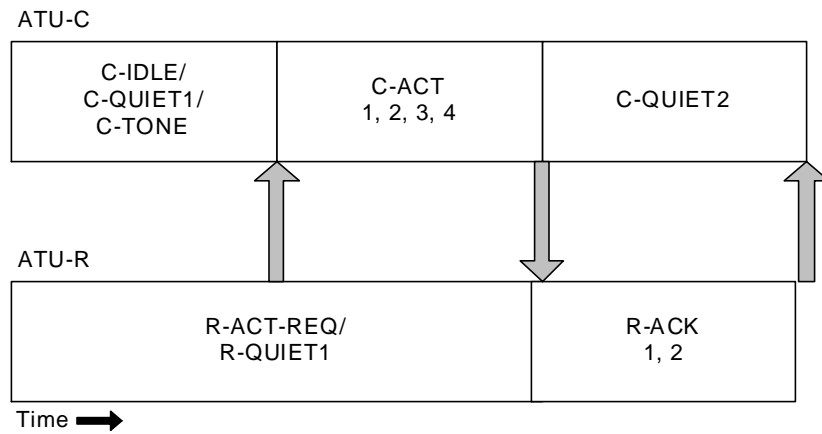 ATU-C
C-IDLE/
C-QUIET1/
C-TONE
C-ACT
1, 2, 3, 4
C-QUIET2
ATU-R
R-ACT-REQ/
R-QUIET1
R-ACK
1, 2
Time